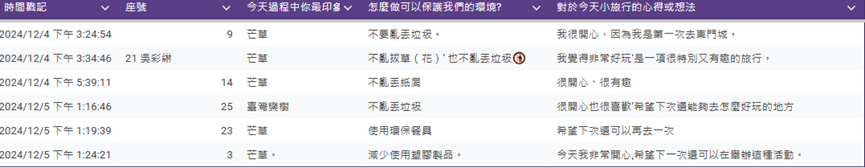 時間戳記 座號 今天過程中你最印象 怎麼做可以保護我們的環境? 對於今天小旅行的心得或想法
2024/12/4 下午 3:24:54 9 芒草 不要亂丟垃圾。 我很開心，因為我是第一次去東門城。
2024/12/4 下午 3:34:46 21 吳彩 芒草 不亂拔草（花）‘ 也不亂丟垃圾🚯 我覺得非常好玩‘是一項很特別又有趣的旅行。
2024/12/4 下午 5:39:11 14 芒草 不亂丟紙屑 很開心、很有趣
2024/12/5 下午 1:16:46 25 臺灣欒樹 不亂丟垃圾 很開心也很喜歡‘希望下次還能夠去怎麼好玩的地方
2024/12/5 下午 1:19:39 23 芒草 使用環保餐具 希望下次還可以再去一次
2024/12/5 下午 1:24:21 3 芒草。 減少使用塑膠製品。 今天我非常開心,希望下一次還可以在舉辦這種活動。